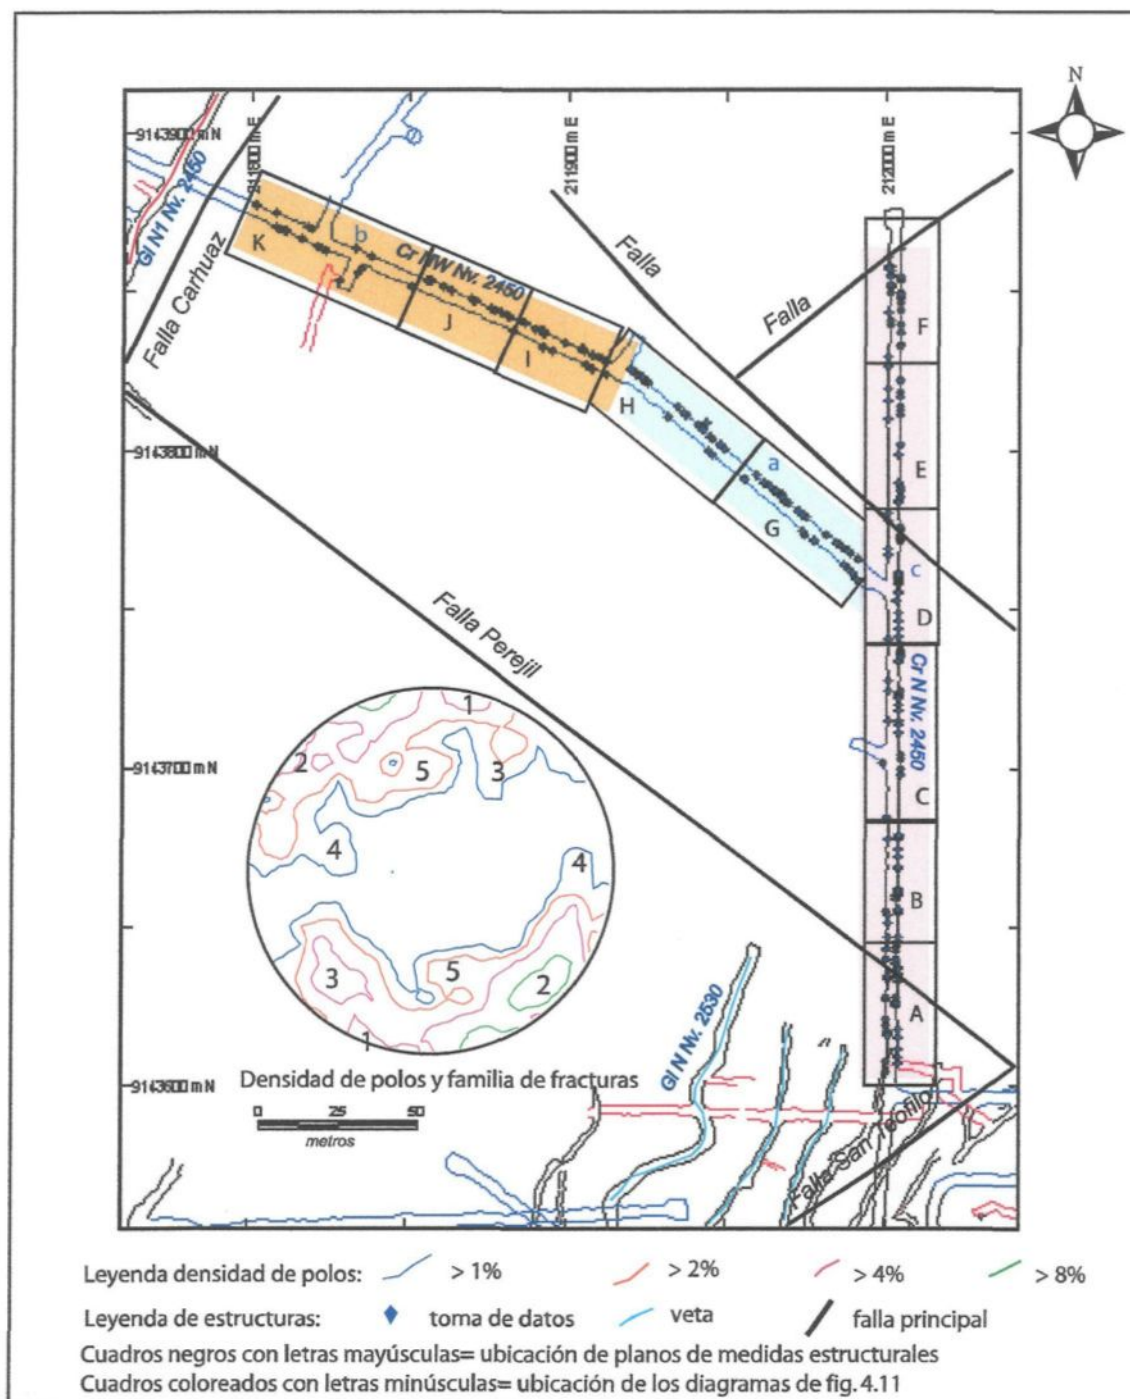 N
9143900 mN
211800 m E
211900 m E
212000 m E
Gl N1 Nv. 2450
Falla Carhuaz
K
b
Cr NW Nv. 2450
J
I
Falla
Falla
F
H
E
9143800 mN
a
G
c
D
Falla Perejil
Cr N Nv. 2450
C
9143700 mN
1
2
3
5
4
4
3
5
2
1
B
A
Gl N Nv. 2530
9143600 mN
Densidad de polos y familia de fracturas
0 25 50
metros
Falla San Teofilo
Leyenda densidad de polos: > 1% > 2% > 4% > 8%
Leyenda de estructuras: toma de datos veta falla principal
Cuadros negros con letras mayúsculas= ubicación de planos de medidas estructurales
Cuadros coloreados con letras minúsculas= ubicación de los diagramas de fig. 4.11